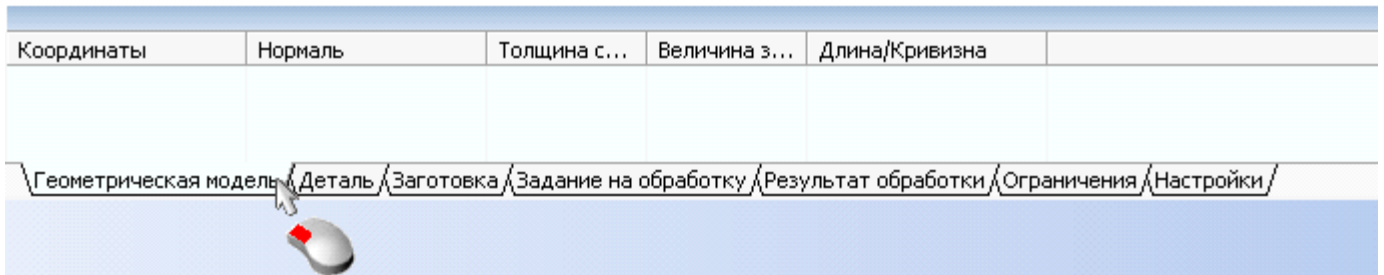 Координаты Нормаль Толщина с... Величина з... Длина/Кривизна
Геометрическая модель Деталь Заготовка Задание на обработку Результат обработки Ограничения Настройки